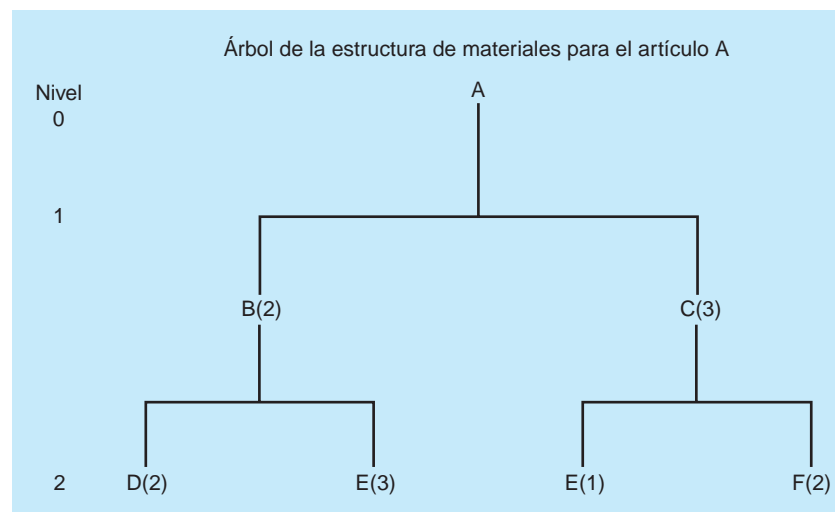 Árbol de la estructura de materiales para el artículo A
Nivel
0
A
1
B(2)
C(3)
2
D(2)
E(3)
E(1)
F(2)